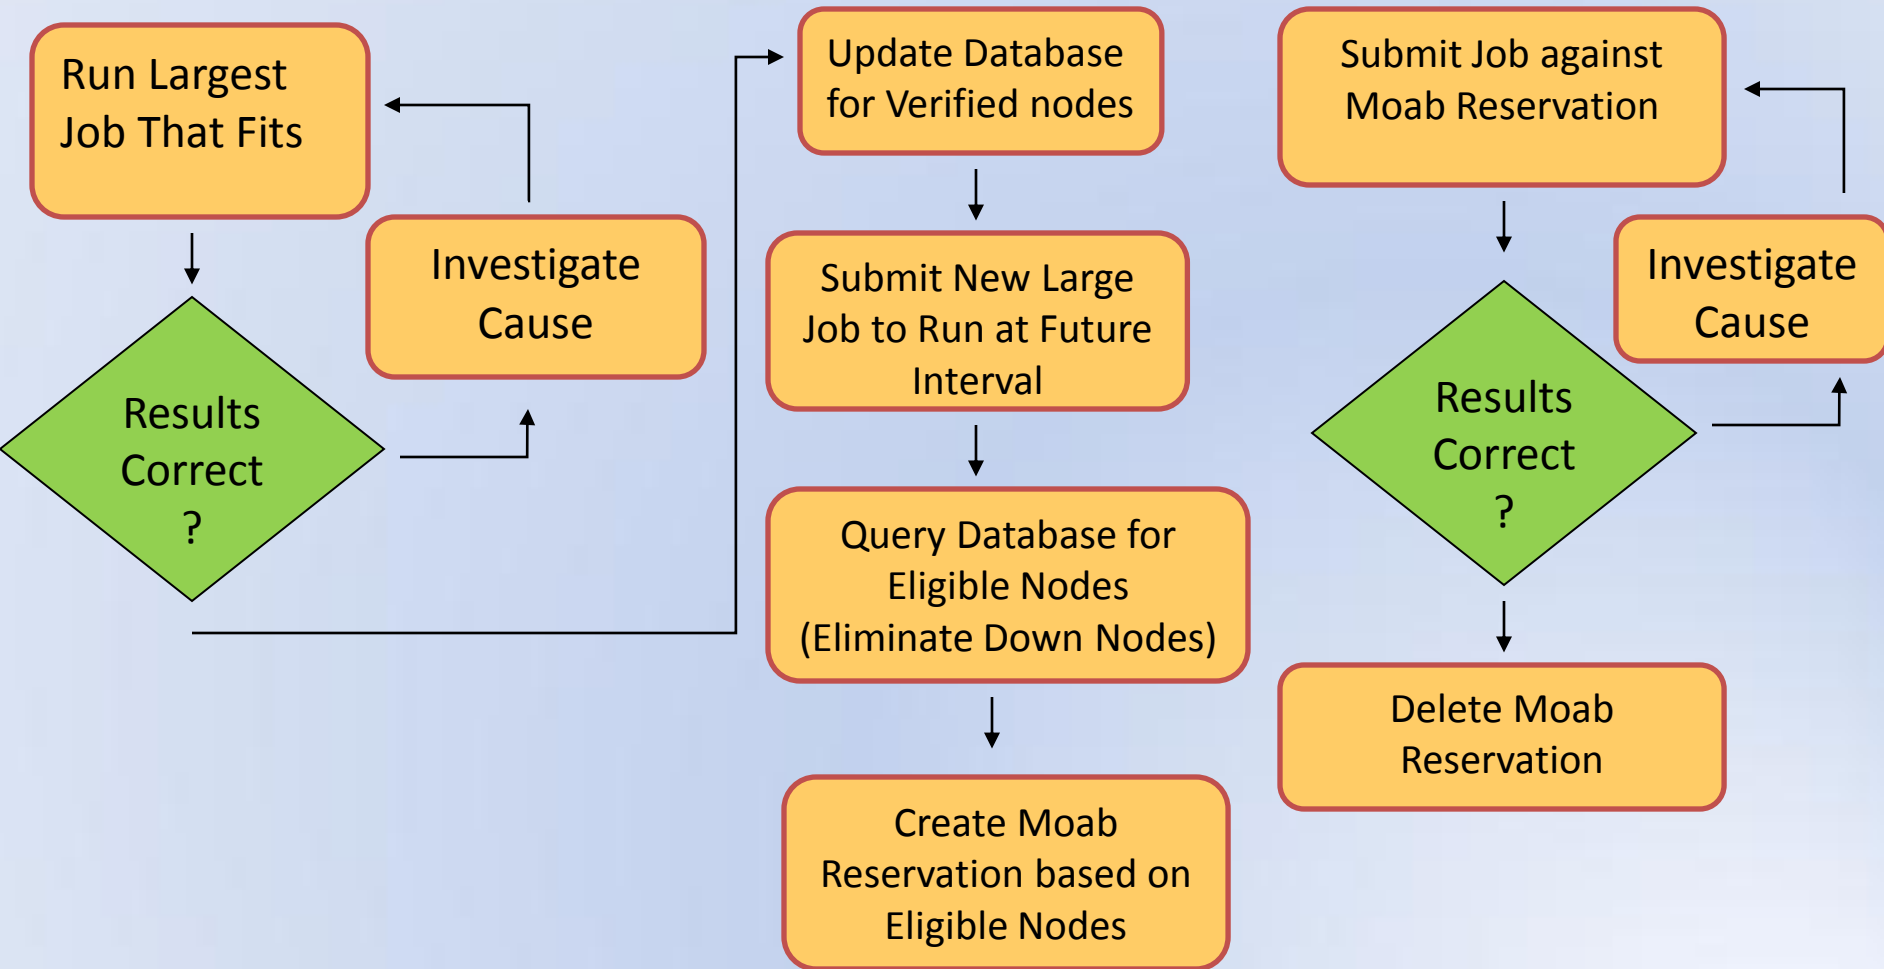 Run Largest
Job That Fits
Results
Correct
?
Investigate
Cause
Update Database
for Verified nodes
Submit New Large
Job to Run at Future
Interval
Query Database for
Eligible Nodes
(Eliminate Down Nodes)
Create Moab
Reservation based on
Eligible Nodes
Submit Job against
Moab Reservation
Results
Correct
?
Investigate
Cause
Delete Moab
Reservation